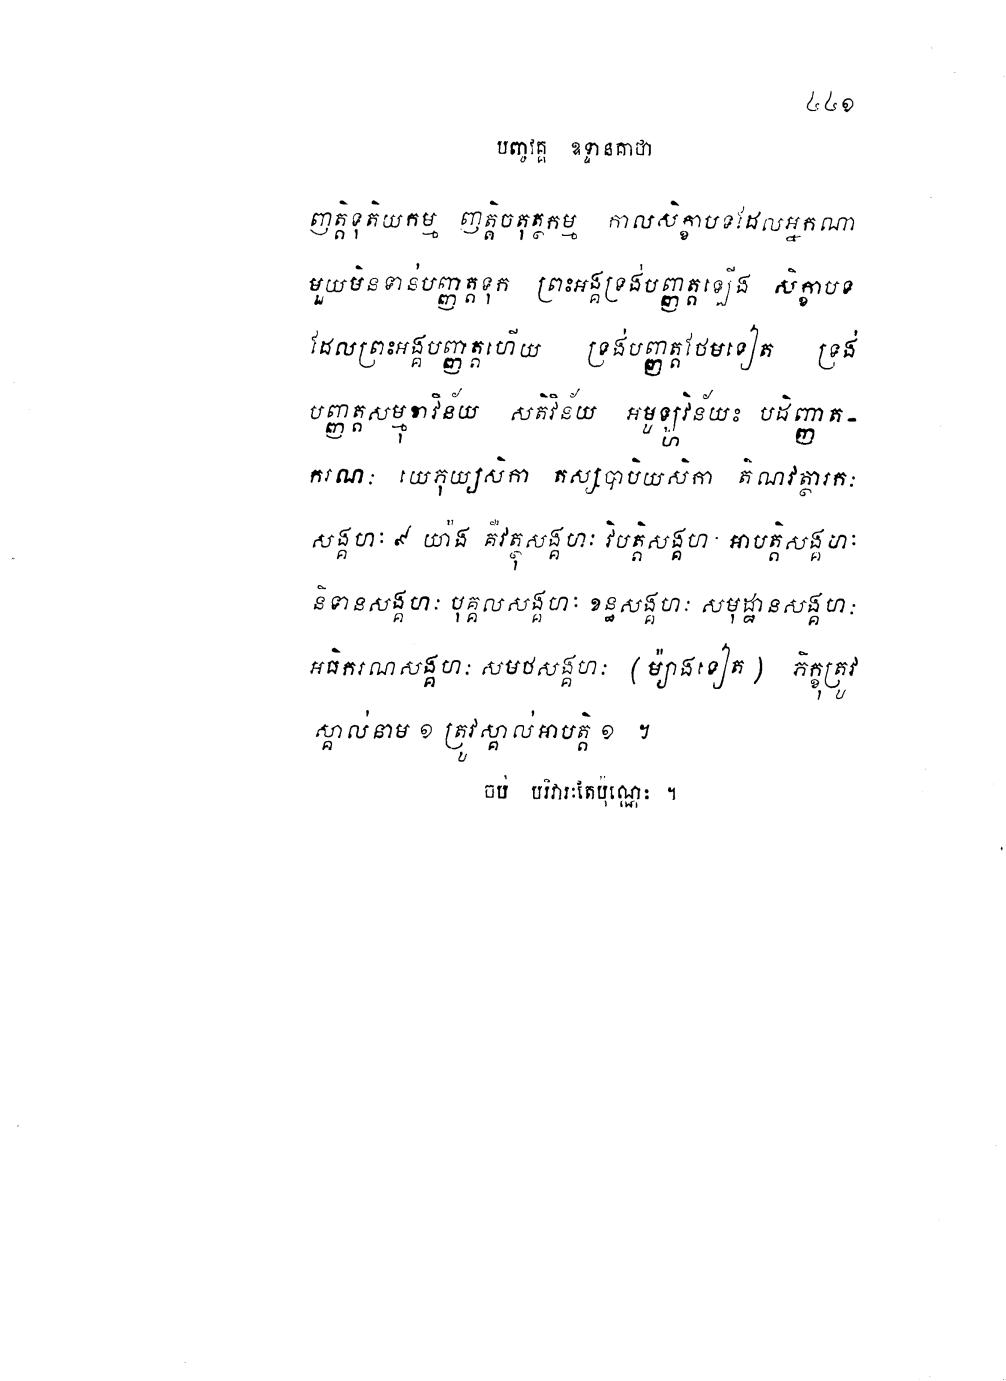 ៤៤១
បញ្ចវគ្គ ឧទ្ទានគាថា
ញត្តិទុតិយកម្ម ញត្តិចតុត្ថកម្ម កាលសិក្ខាបទដែលអ្នកណា
មួយមិនទាន់បញ្ញត្តទុក ព្រះអង្គទ្រង់បញ្ញត្តឡើង សិក្ខាបទ
ដែលព្រះអង្គបញ្ញត្តហើយ ទ្រង់បញ្ញត្តថែមទៀត ទ្រង់
បញ្ញត្តសម្មុខាវិន័យ សតិវិន័យ អមូឡ្ហវិន័យៈ បដិញ្ញាត-
ករណៈ យេភុយ្យសិកា តស្សបាបិយសិកា តិណវត្ថារកៈ
សង្គហៈ ៩ យ៉ាង គឺវត្ថុសង្គហៈ វិបត្តិសង្គហៈ អាបត្តិសង្គហៈ
និទានសង្គហៈ បុគ្គលសង្គហៈ ខន្ធសង្គហៈ សមុដ្ឋានសង្គហៈ
អធិករណសង្គហៈ សមថសង្គហៈ (ម្យ៉ាងទៀត) ភិក្ខុត្រូវ
ស្គាល់នាម ១ ត្រូវស្គាល់អាបត្តិ ១ ។
ចប់ បរិវារៈតែប៉ុណ្ណេះ ។